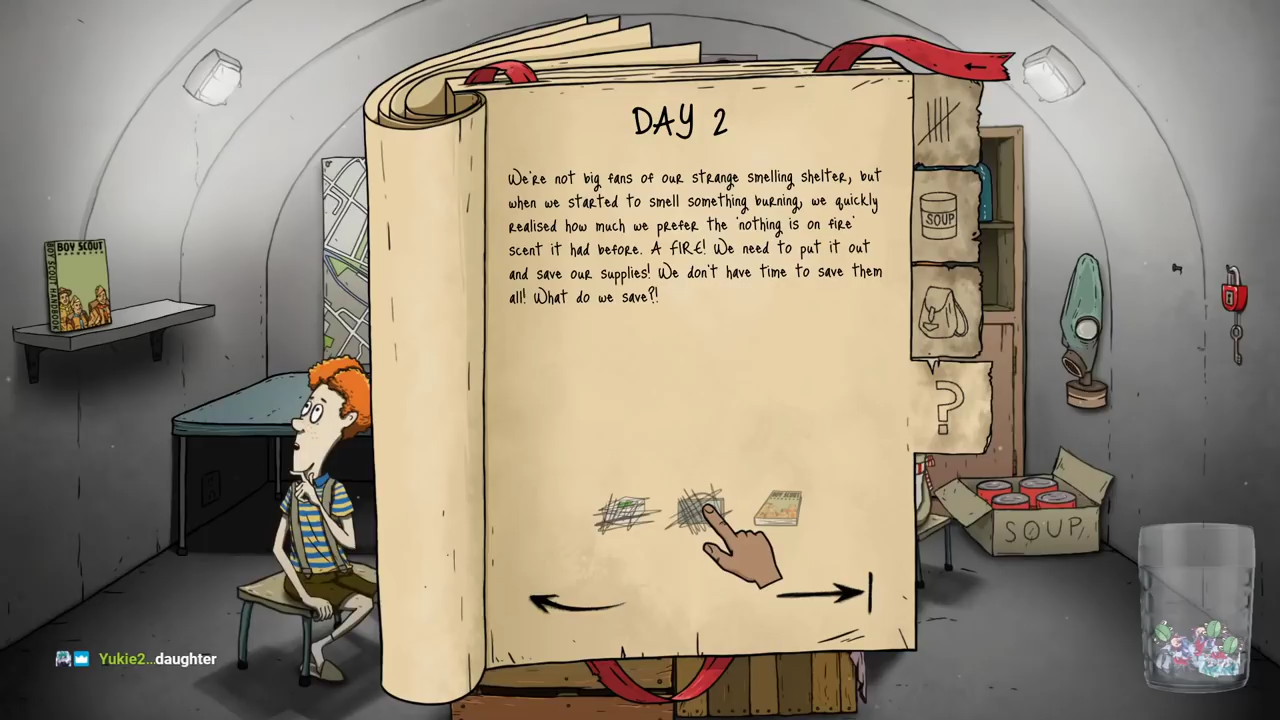 DAY 2
We're not big fans of our strange smelling shelter, but
when we started to smell something burning, we quickly
realised how much we prefer the 'nothing is on fire'
scent it had before. A FIRE! We need to put it out
and save our supplies! We don't have time to save them
all! What do we save?!
BOY SCOUT
BOY SCOUT HANDBOOK
SOUP
SOUP
BOY SCOUT
Yukie2...daughter